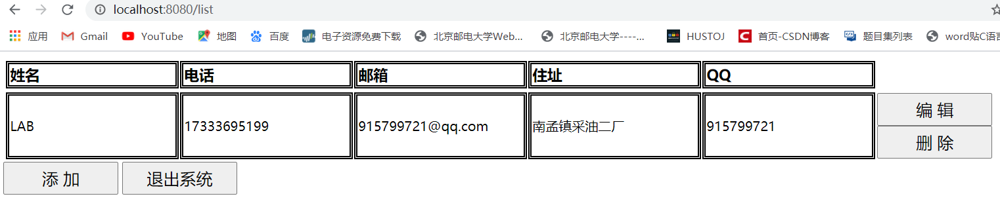 localhost:8080/list
应用 Gmail YouTube 地图 百度 电子资源免费下载 北京邮电大学Web... 北京邮电大学----... HUSTOJ 首页-CSDN博客 题目集列表 word贴C语言
姓名 电话 邮箱 住址 QQ
LAB 17333695199 915799721@qq.com 南孟镇采油二厂 915799721
编 辑
删 除
添 加 退出系统